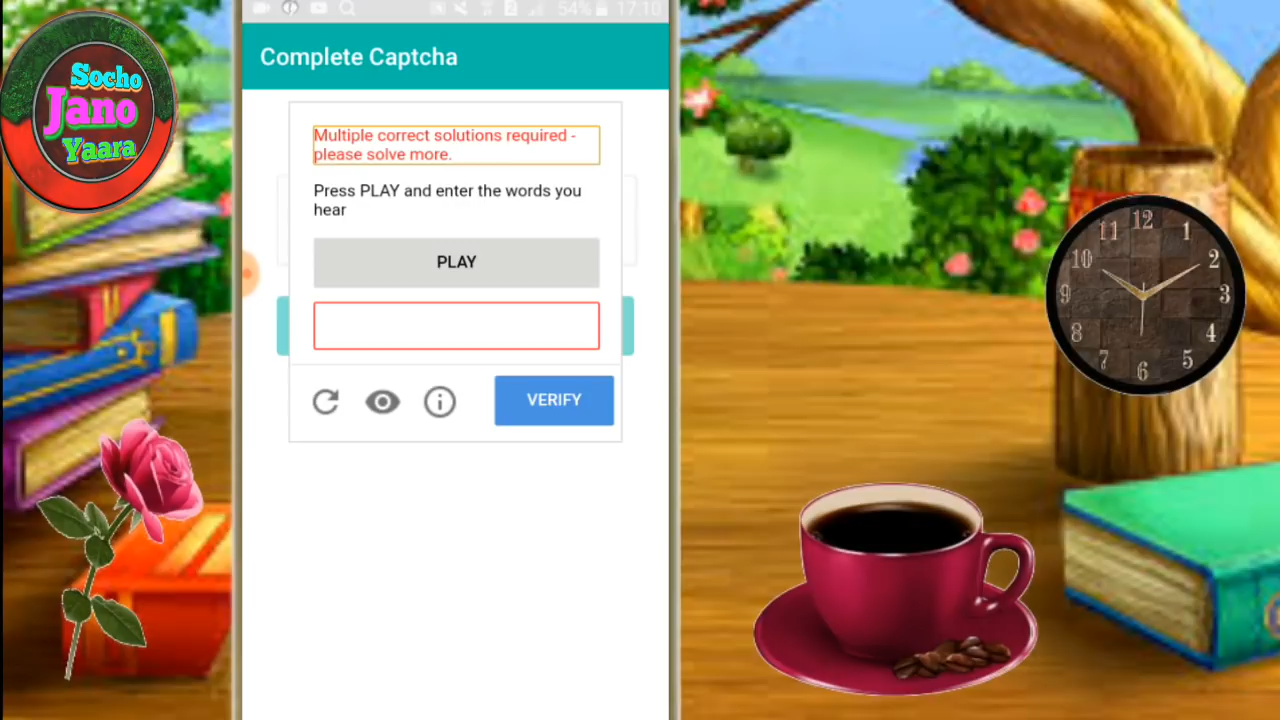 Socho
Jano
Yaara
54% 17:10
Complete Captcha
Multiple correct solutions required -
please solve more.
Press PLAY and enter the words you
hear
PLAY
VERIFY
12
11 1
10 2
9 3
8 4
7 5
6